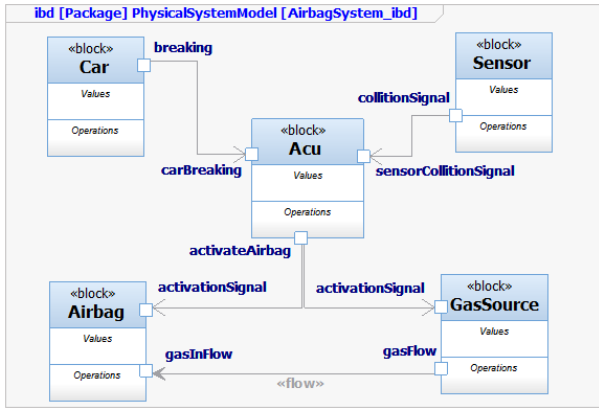 ibd [Package] PhysicalSystemModel [AirbagSystem_ibd]
«block»
Car
Values
Operations
breaking
«block»
Sensor
Values
Operations
collitionSignal
«block»
Acu
Values
Operations
carBreaking
sensorCollitionSignal
activateAirbag
activationSignal
activationSignal
«block»
Airbag
Values
Operations
«block»
GasSource
Values
Operations
gasInFlow
gasFlow
«flow»